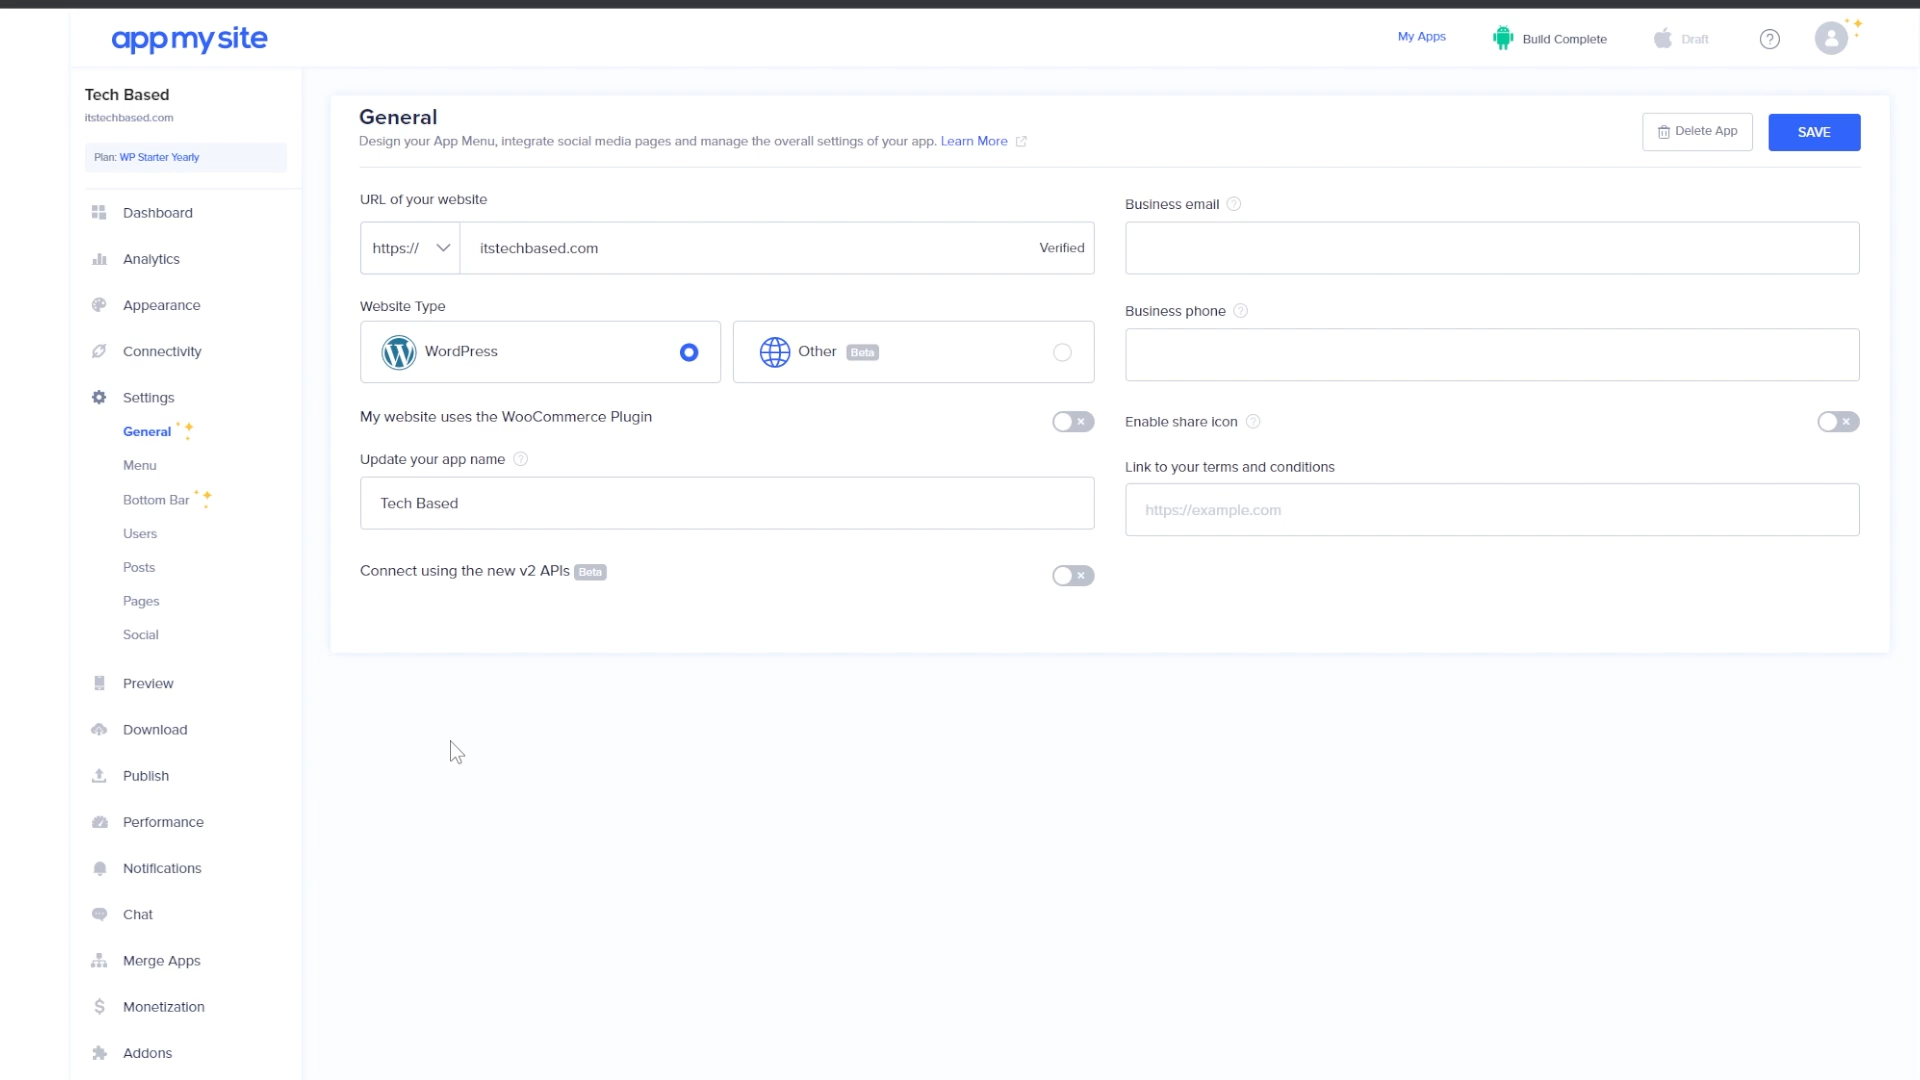 appmysite
My Apps
Build Complete
Draft
?
Tech Based
itstechbased.com
Plan: WP Starter Yearly
Dashboard
Analytics
Appearance
Connectivity
Settings
General
Menu
Bottom Bar
Users
Posts
Pages
Social
Preview
Download
Publish
Performance
Notifications
Chat
Merge Apps
Monetization
Addons
General
Design your App Menu, integrate social media pages and manage the overall settings of your app. Learn More
Delete App
SAVE
URL of your website
https://
itstechbased.com
Verified
Website Type
WordPress
Other Beta
My website uses the WooCommerce Plugin
Update your app name ?
Tech Based
Connect using the new v2 APIs Beta
Business email ?
Business phone ?
Enable share icon ?
Link to your terms and conditions
https://example.com